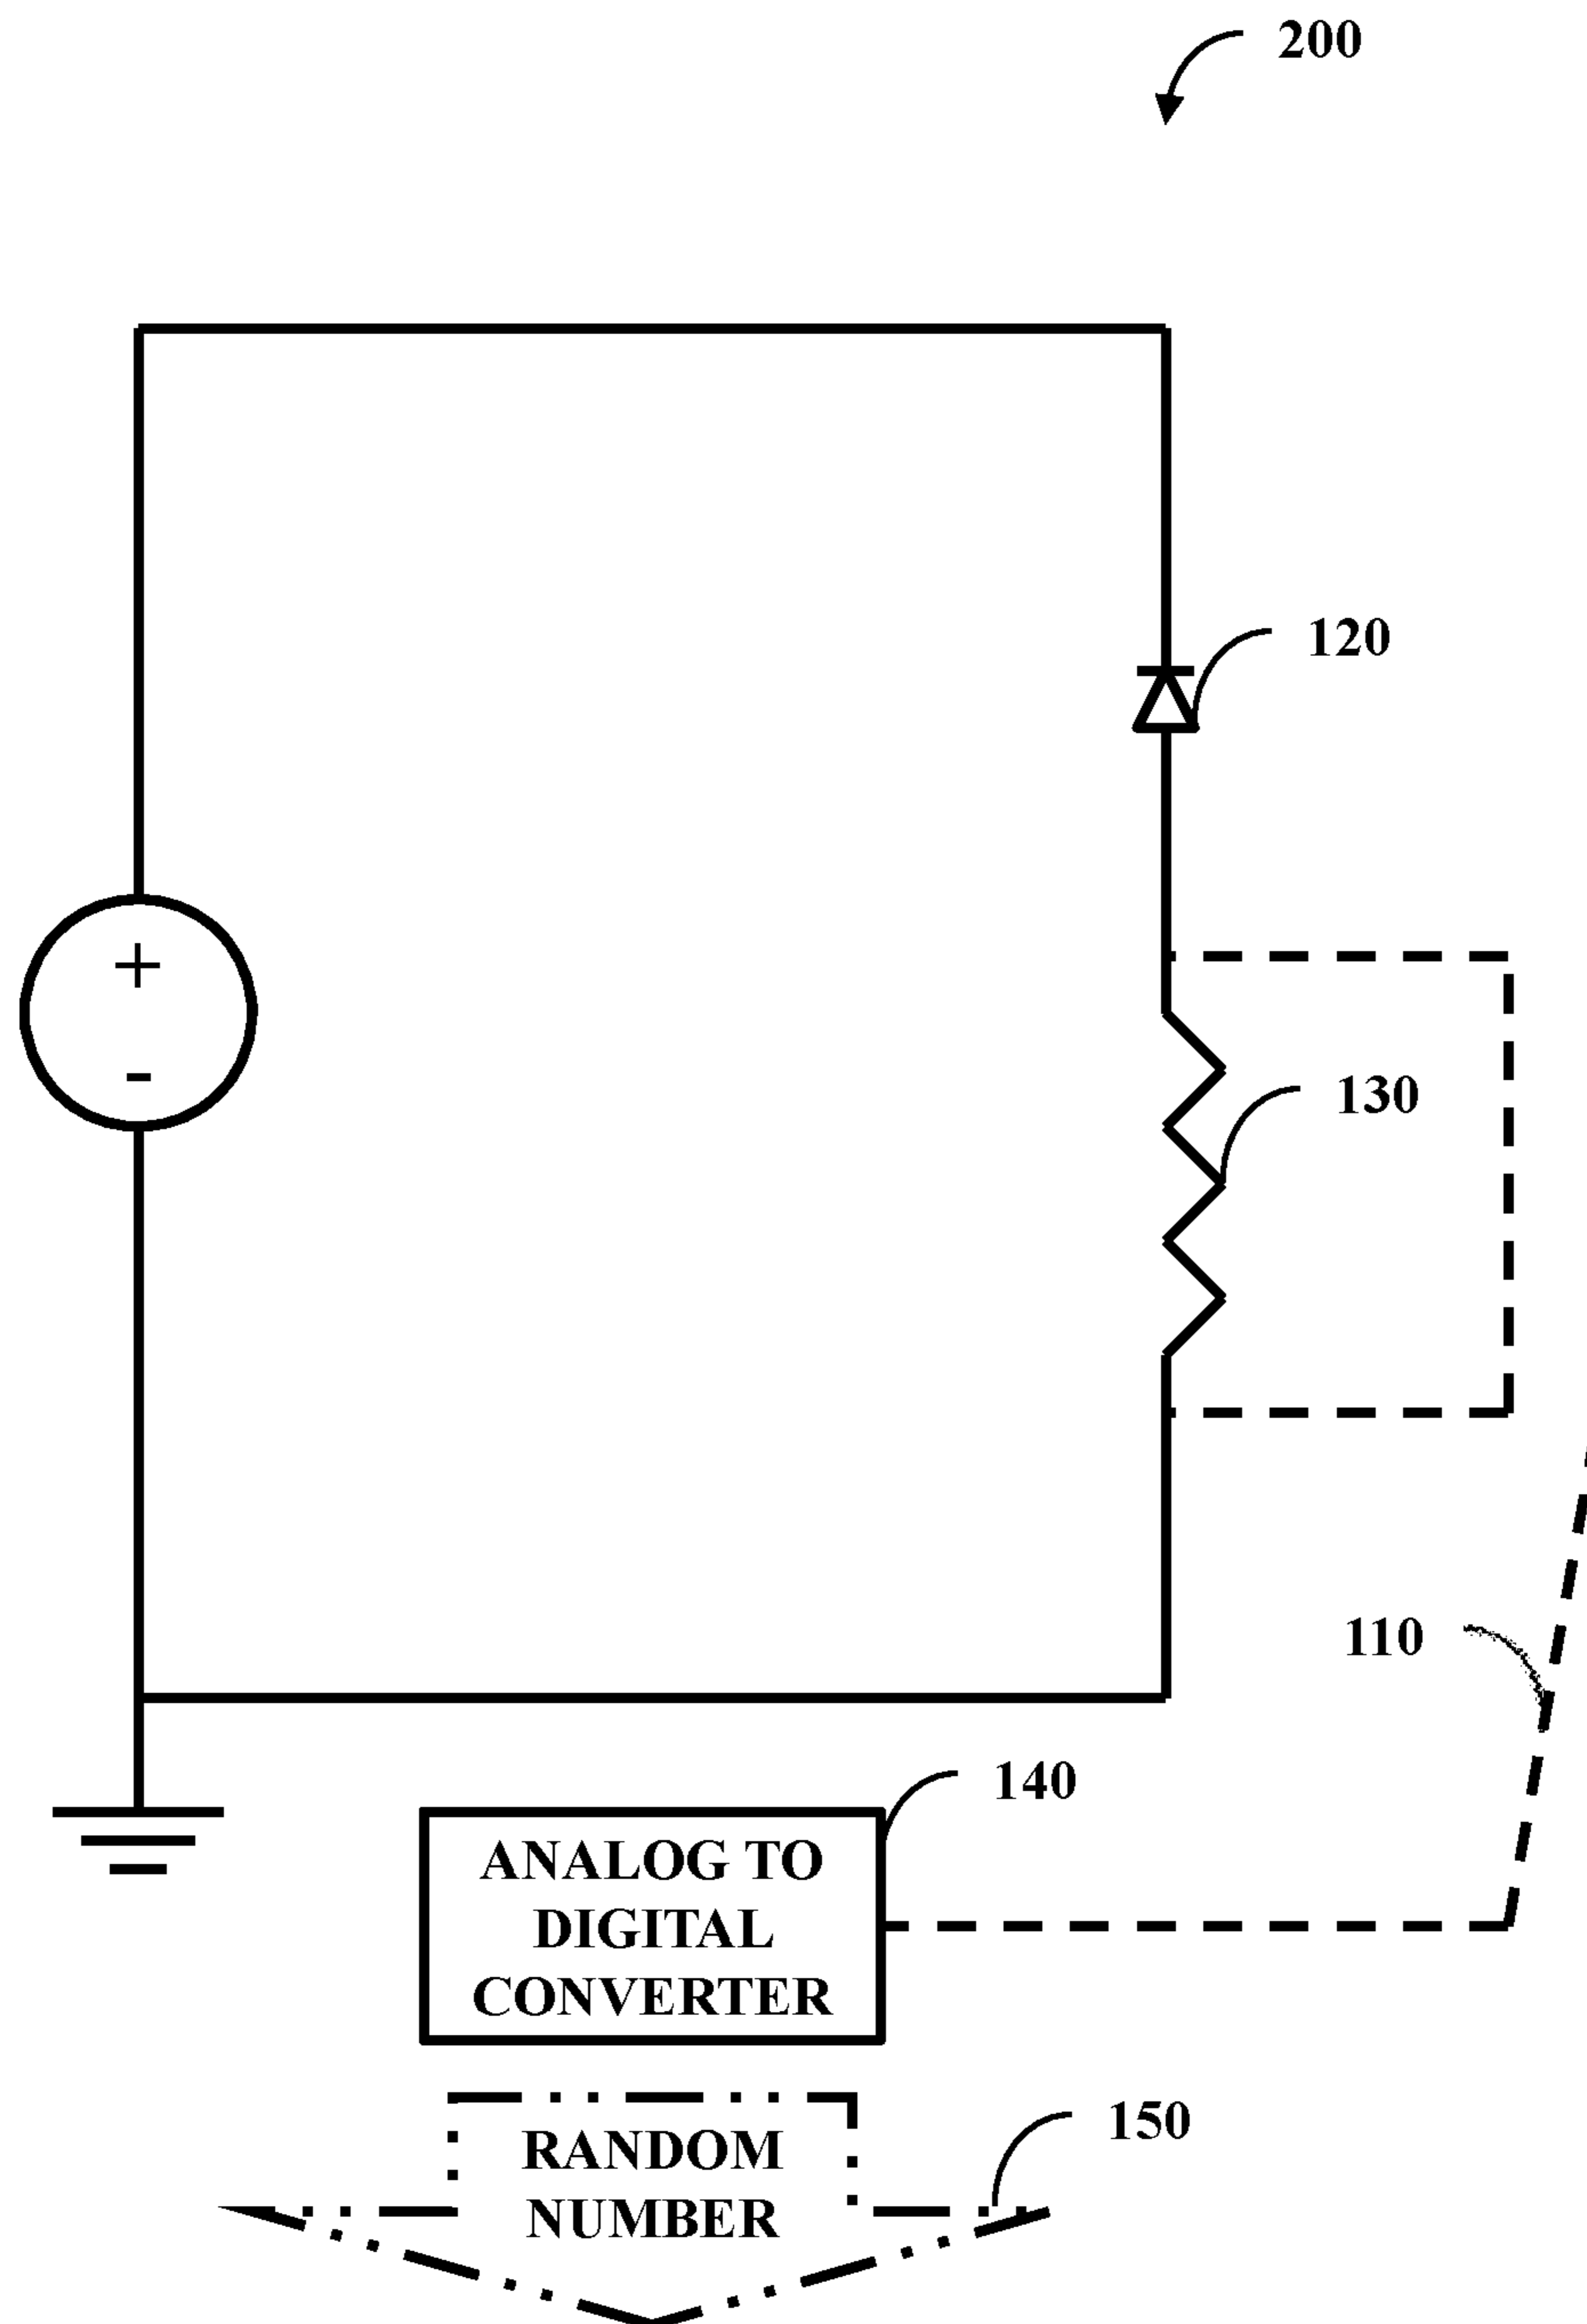 200
120
+
-
130
110
140
ANALOG TO
DIGITAL
CONVERTER
150
RANDOM
NUMBER